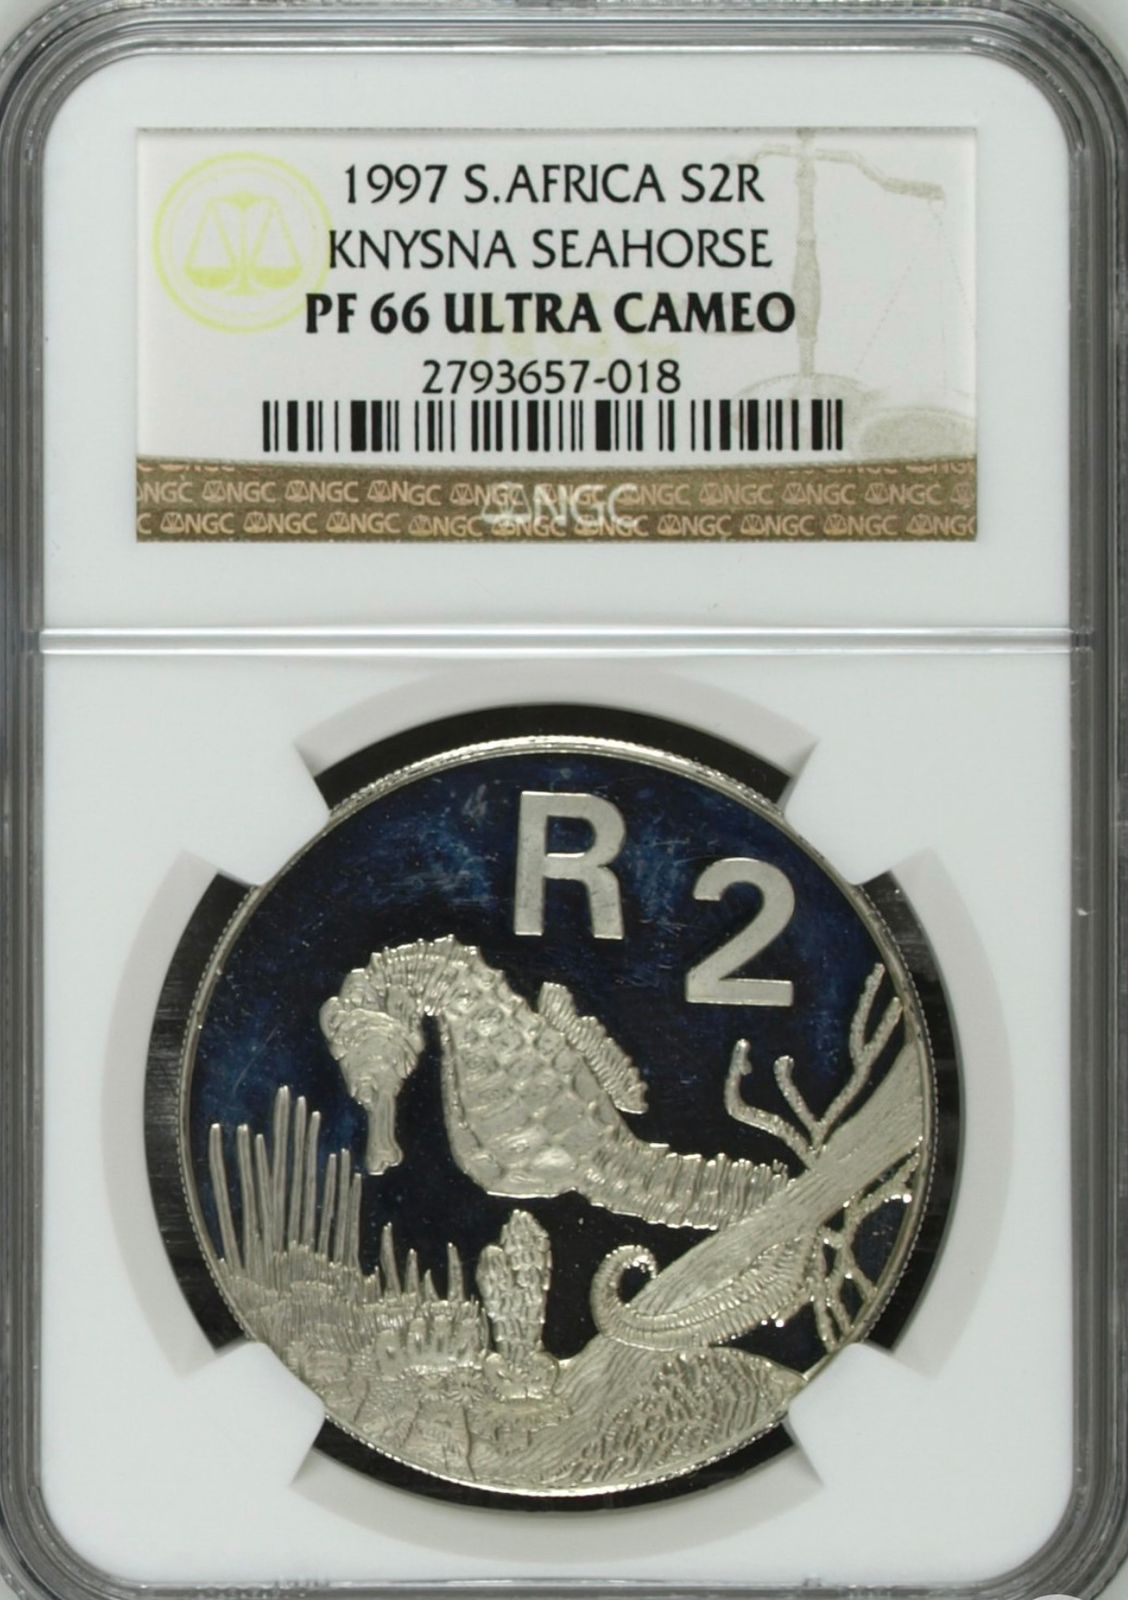 1997 S.AFRICA S2R
KNYSNA SEAHORSE
PF 66 ULTRA CAMEO
2793657-018
NGC NGC NGC NGC NGC NGC NGC NGC NGC NGC
NGC
C NGC NGC NGC NGC NGC NGC NGC NGC NGC NGC
R
2